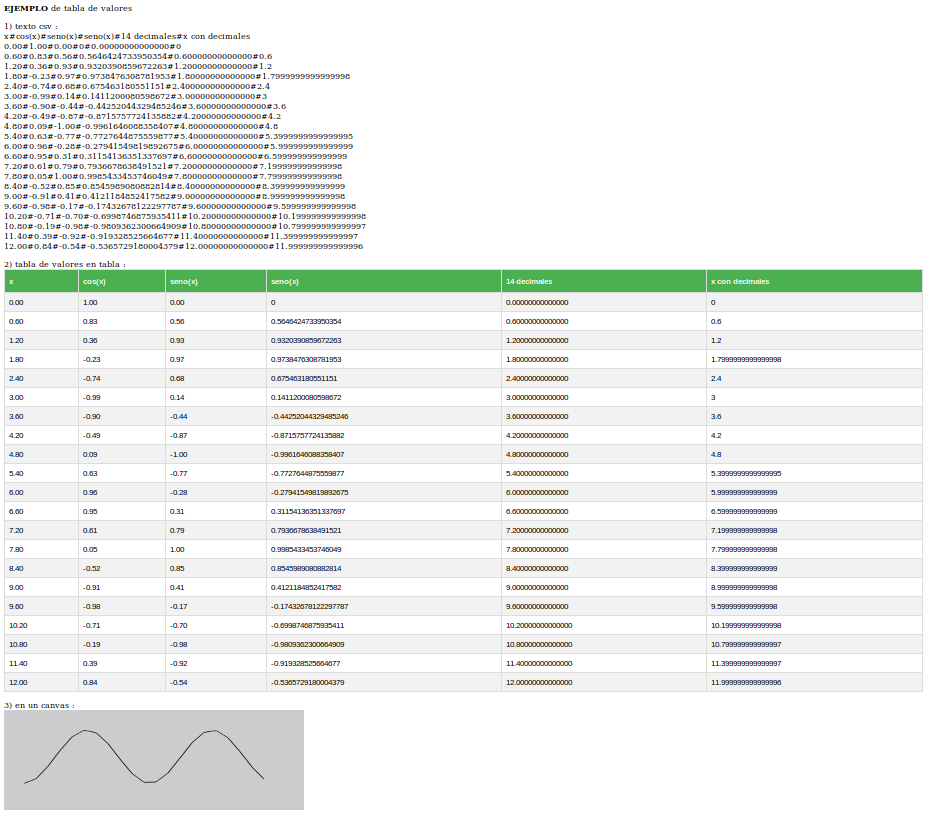 EJEMPLO de tabla de valores
1) texto csv :
x#cos(x)#seno(x)#seno(x)#14 decimales#x con decimales
0.00#1.00#0.00#0#0.00000000000000#0
0.60#0.83#0.56#0.5646424733950354#0.60000000000000#0.6
1.20#0.36#0.93#0.9320390859672263#1.20000000000000#1.2
1.80#-0.23#0.97#0.9738476308781953#1.80000000000000#1.7999999999999998
2.40#-0.74#0.68#0.675463180551151#2.40000000000000#2.4
3.00#-0.99#0.14#0.1411200080598672#3.00000000000000#3
3.60#-0.90#-0.44#-0.44252044329485246#3.60000000000000#3.6
4.20#-0.49#-0.87#-0.8715757724135882#4.20000000000000#4.2
4.80#0.09#-1.00#-0.9961646088358407#4.80000000000000#4.8
5.40#0.63#-0.77#-0.7727644875559877#5.40000000000000#5.3999999999999995
6.00#0.96#-0.28#-0.27941549819892675#6.00000000000000#5.999999999999999
6.60#0.95#0.31#0.31154136351337697#6.60000000000000#6.599999999999999
7.20#0.61#0.79#0.7936678638491521#7.20000000000000#7.199999999999998
7.80#0.05#1.00#0.9985433453746049#7.80000000000000#7.799999999999998
8.40#-0.52#0.85#0.8545989080882814#8.40000000000000#8.399999999999999
9.00#-0.91#0.41#0.4121184852417582#9.00000000000000#8.999999999999998
9.60#-0.98#-0.17#-0.17432678122297787#9.60000000000000#9.599999999999998
10.20#-0.71#-0.70#-0.6998746875935411#10.20000000000000#10.199999999999998
10.80#-0.19#-0.98#-0.9809362300664909#10.80000000000000#10.799999999999997
11.40#0.39#-0.92#-0.919328525664677#11.40000000000000#11.399999999999997
12.00#0.84#-0.54#-0.5365729180004379#12.00000000000000#11.999999999999996
2) tabla de valores en tabla :
x cos(x) seno(x) seno(x) 14 decimales x con decimales
0.00 1.00 0.00 0 0.00000000000000 0
0.60 0.83 0.56 0.5646424733950354 0.60000000000000 0.6
1.20 0.36 0.93 0.9320390859672263 1.20000000000000 1.2
1.80 -0.23 0.97 0.9738476308781953 1.80000000000000 1.7999999999999998
2.40 -0.74 0.68 0.675463180551151 2.40000000000000 2.4
3.00 -0.99 0.14 0.1411200080598672 3.00000000000000 3
3.60 -0.90 -0.44 -0.44252044329485246 3.60000000000000 3.6
4.20 -0.49 -0.87 -0.8715757724135882 4.20000000000000 4.2
4.80 0.09 -1.00 -0.9961646088358407 4.80000000000000 4.8
5.40 0.63 -0.77 -0.7727644875559877 5.40000000000000 5.3999999999999995
6.00 0.96 -0.28 -0.27941549819892675 6.00000000000000 5.999999999999999
6.60 0.95 0.31 0.31154136351337697 6.60000000000000 6.599999999999999
7.20 0.61 0.79 0.7936678638491521 7.20000000000000 7.199999999999998
7.80 0.05 1.00 0.9985433453746049 7.80000000000000 7.799999999999998
8.40 -0.52 0.85 0.8545989080882814 8.40000000000000 8.399999999999999
9.00 -0.91 0.41 0.4121184852417582 9.00000000000000 8.999999999999998
9.60 -0.98 -0.17 -0.17432678122297787 9.60000000000000 9.599999999999998
10.20 -0.71 -0.70 -0.6998746875935411 10.20000000000000 10.199999999999998
10.80 -0.19 -0.98 -0.9809362300664909 10.80000000000000 10.799999999999997
11.40 0.39 -0.92 -0.919328525664677 11.40000000000000 11.399999999999997
12.00 0.84 -0.54 -0.5365729180004379 12.00000000000000 11.999999999999996
3) en un canvas :